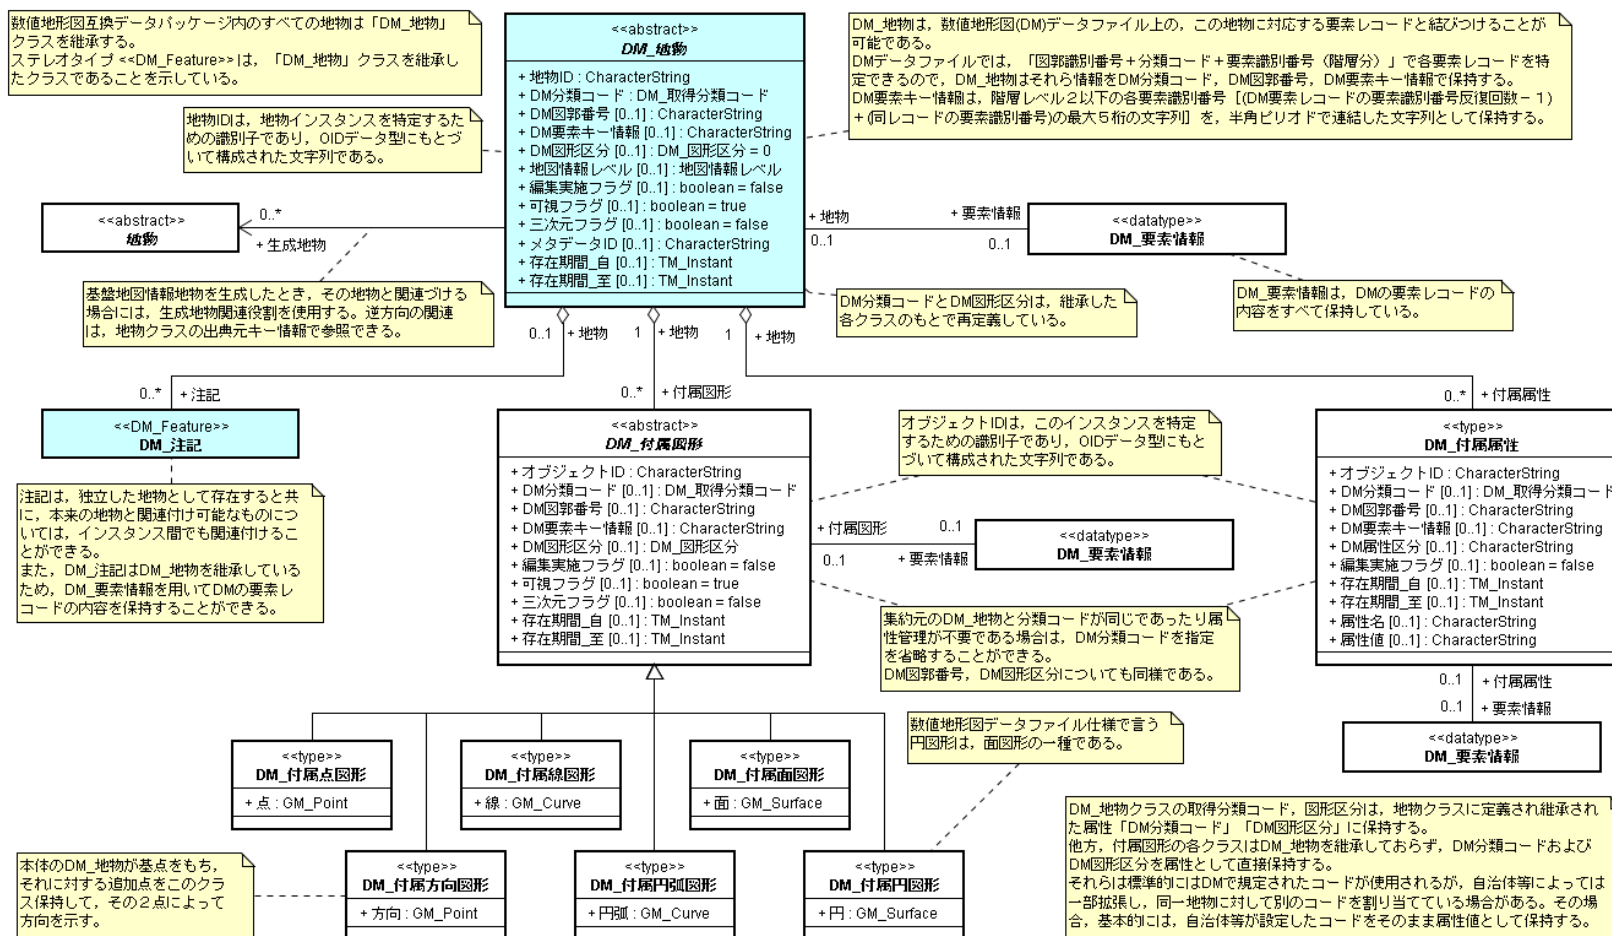 数値地形図互換データパッケージ内のすべての地物は「DM_地物」
クラスを継承する。
ステレオタイプ <<DM_Feature>>は，「DM_地物」クラスを継承し
たクラスであることを示している。
地物IDは，地物インスタンスを特定するた
めの識別子であり，OIDデータ型にもとづ
いて構成された文字列である。
<<abstract>>
DM_地物
+ 地物ID : CharacterString
+ DM分類コード : DM_取得分類コード
+ DM図郭番号 [0..1] : CharacterString
+ DM要素キー情報 [0..1] : CharacterString
+ DM図形区分 [0..1] : DM_図形区分 = 0
+ 地図情報レベル [0..1] : 地図情報レベル
+ 編集実施フラグ [0..1] : boolean = false
+ 可視フラグ [0..1] : boolean = true
+ 三次元フラグ [0..1] : boolean = false
+ メタデータID [0..1] : CharacterString
+ 存在期間_自 [0..1] : TM_Instant
+ 存在期間_至 [0..1] : TM_Instant
DM_地物は，数値地形図(DM)データファイル上の，この地物に対応する要素レコードと結びつけることが
可能である。
DMデータファイルでは，「図郭識別番号＋分類コード＋要素識別番号（階層分）」で各要素レコードを特
定できるので，DM_地物はそれら情報をDM分類コード，DM図郭番号，DM要素キー情報で保持する。
DM要素キー情報は，階層レベル２以下の各要素識別番号［(DM要素レコードの要素識別番号反復回数－１)
＋(同レコードの要素識別番号)の最大５桁の文字列］を，半角ピリオドで連結した文字列として保持する。
<<abstract>>
地物
0..*
+ 生成地物
+ 地物
0..1
+ 要素情報
0..1
<<datatype>>
DM_要素情報
基盤地図情報地物を生成したとき，その地物と関連づける
場合には，生成地物関連役割を使用する。逆方向の関連
は，地物クラスの出典元キー情報で参照できる。
DM分類コードとDM図形区分は，継承した
各クラスのもとで再定義している。
DM_要素情報は，DMの要素レコードの
内容をすべて保持している。
0..1
+ 地物
1
+ 地物
1
+ 地物
0..*
+ 注記
0..*
+ 付属図形
0..*
+ 付属属性
<<DM_Feature>>
DM_注記
注記は，独立した地物として存在すると共
に，本来の地物と関連付け可能なものにつ
いては，インスタンス間でも関連付けるこ
とができる。
また，DM_注記はDM_地物を継承している
ため，DM_要素情報を用いてDMの要素レ
コードの内容を保持することができる。
<<abstract>>
DM_付属図形
+ オブジェクトID : CharacterString
+ DM分類コード [0..1] : DM_取得分類コード
+ DM図郭番号 [0..1] : CharacterString
+ DM要素キー情報 [0..1] : CharacterString
+ DM図形区分 [0..1] : DM_図形区分
+ 編集実施フラグ [0..1] : boolean = false
+ 可視フラグ [0..1] : boolean = true
+ 三次元フラグ [0..1] : boolean = false
+ 存在期間_自 [0..1] : TM_Instant
+ 存在期間_至 [0..1] : TM_Instant
オブジェクトIDは，このインスタンスを特定
するための識別子であり，OIDデータ型にもと
づいて構成された文字列である。
+ 付属図形
0..1
0..1
+ 要素情報
<<datatype>>
DM_要素情報
集約元のDM_地物と分類コードが同じであったり属
性管理が不要である場合は，DM分類コードを指定
を省略することができる。
DM図郭番号，DM図形区分についても同様である。
<<type>>
DM_付属属性
+ オブジェクトID : CharacterString
+ DM分類コード [0..1] : DM_取得分類コード
+ DM図郭番号 [0..1] : CharacterString
+ DM要素キー情報 [0..1] : CharacterString
+ DM属性区分 [0..1] : CharacterString
+ 編集実施フラグ [0..1] : boolean = false
+ 存在期間_自 [0..1] : TM_Instant
+ 存在期間_至 [0..1] : TM_Instant
+ 属性名 [0..1] : CharacterString
+ 属性値 [0..1] : CharacterString
0..1
+ 付属属性
0..1
+ 要素情報
<<datatype>>
DM_要素情報
数値地形図データファイル仕様で言う
円図形は，面図形の一種である。
<<type>>
DM_付属点図形
+ 点 : GM_Point
<<type>>
DM_付属線図形
+ 線 : GM_Curve
<<type>>
DM_付属面図形
+ 面 : GM_Surface
本体のDM_地物が基点をもち，
それに対する追加点をこのクラ
ス保持して，その２点によって
方向を示す。
<<type>>
DM_付属方向図形
+ 方向 : GM_Point
<<type>>
DM_付属円弧図形
+ 円弧 : GM_Curve
<<type>>
DM_付属円図形
+ 円 : GM_Surface
DM_地物クラスの取得分類コード，図形区分は，地物クラスに定義され継承され
た属性「DM分類コード」「DM図形区分」に保持する。
他方，付属図形の各クラスはDM_地物を継承しておらず，DM分類コードおよび
DM図形区分を属性として直接保持する。
それらは標準的にはDMで規定されたコードが使用されるが，自治体等によっては
一部拡張し，同一地物に対して別のコードを割り当てている場合がある。その場
合，基本的には，自治体等が設定したコードをそのまま属性値として保持する。